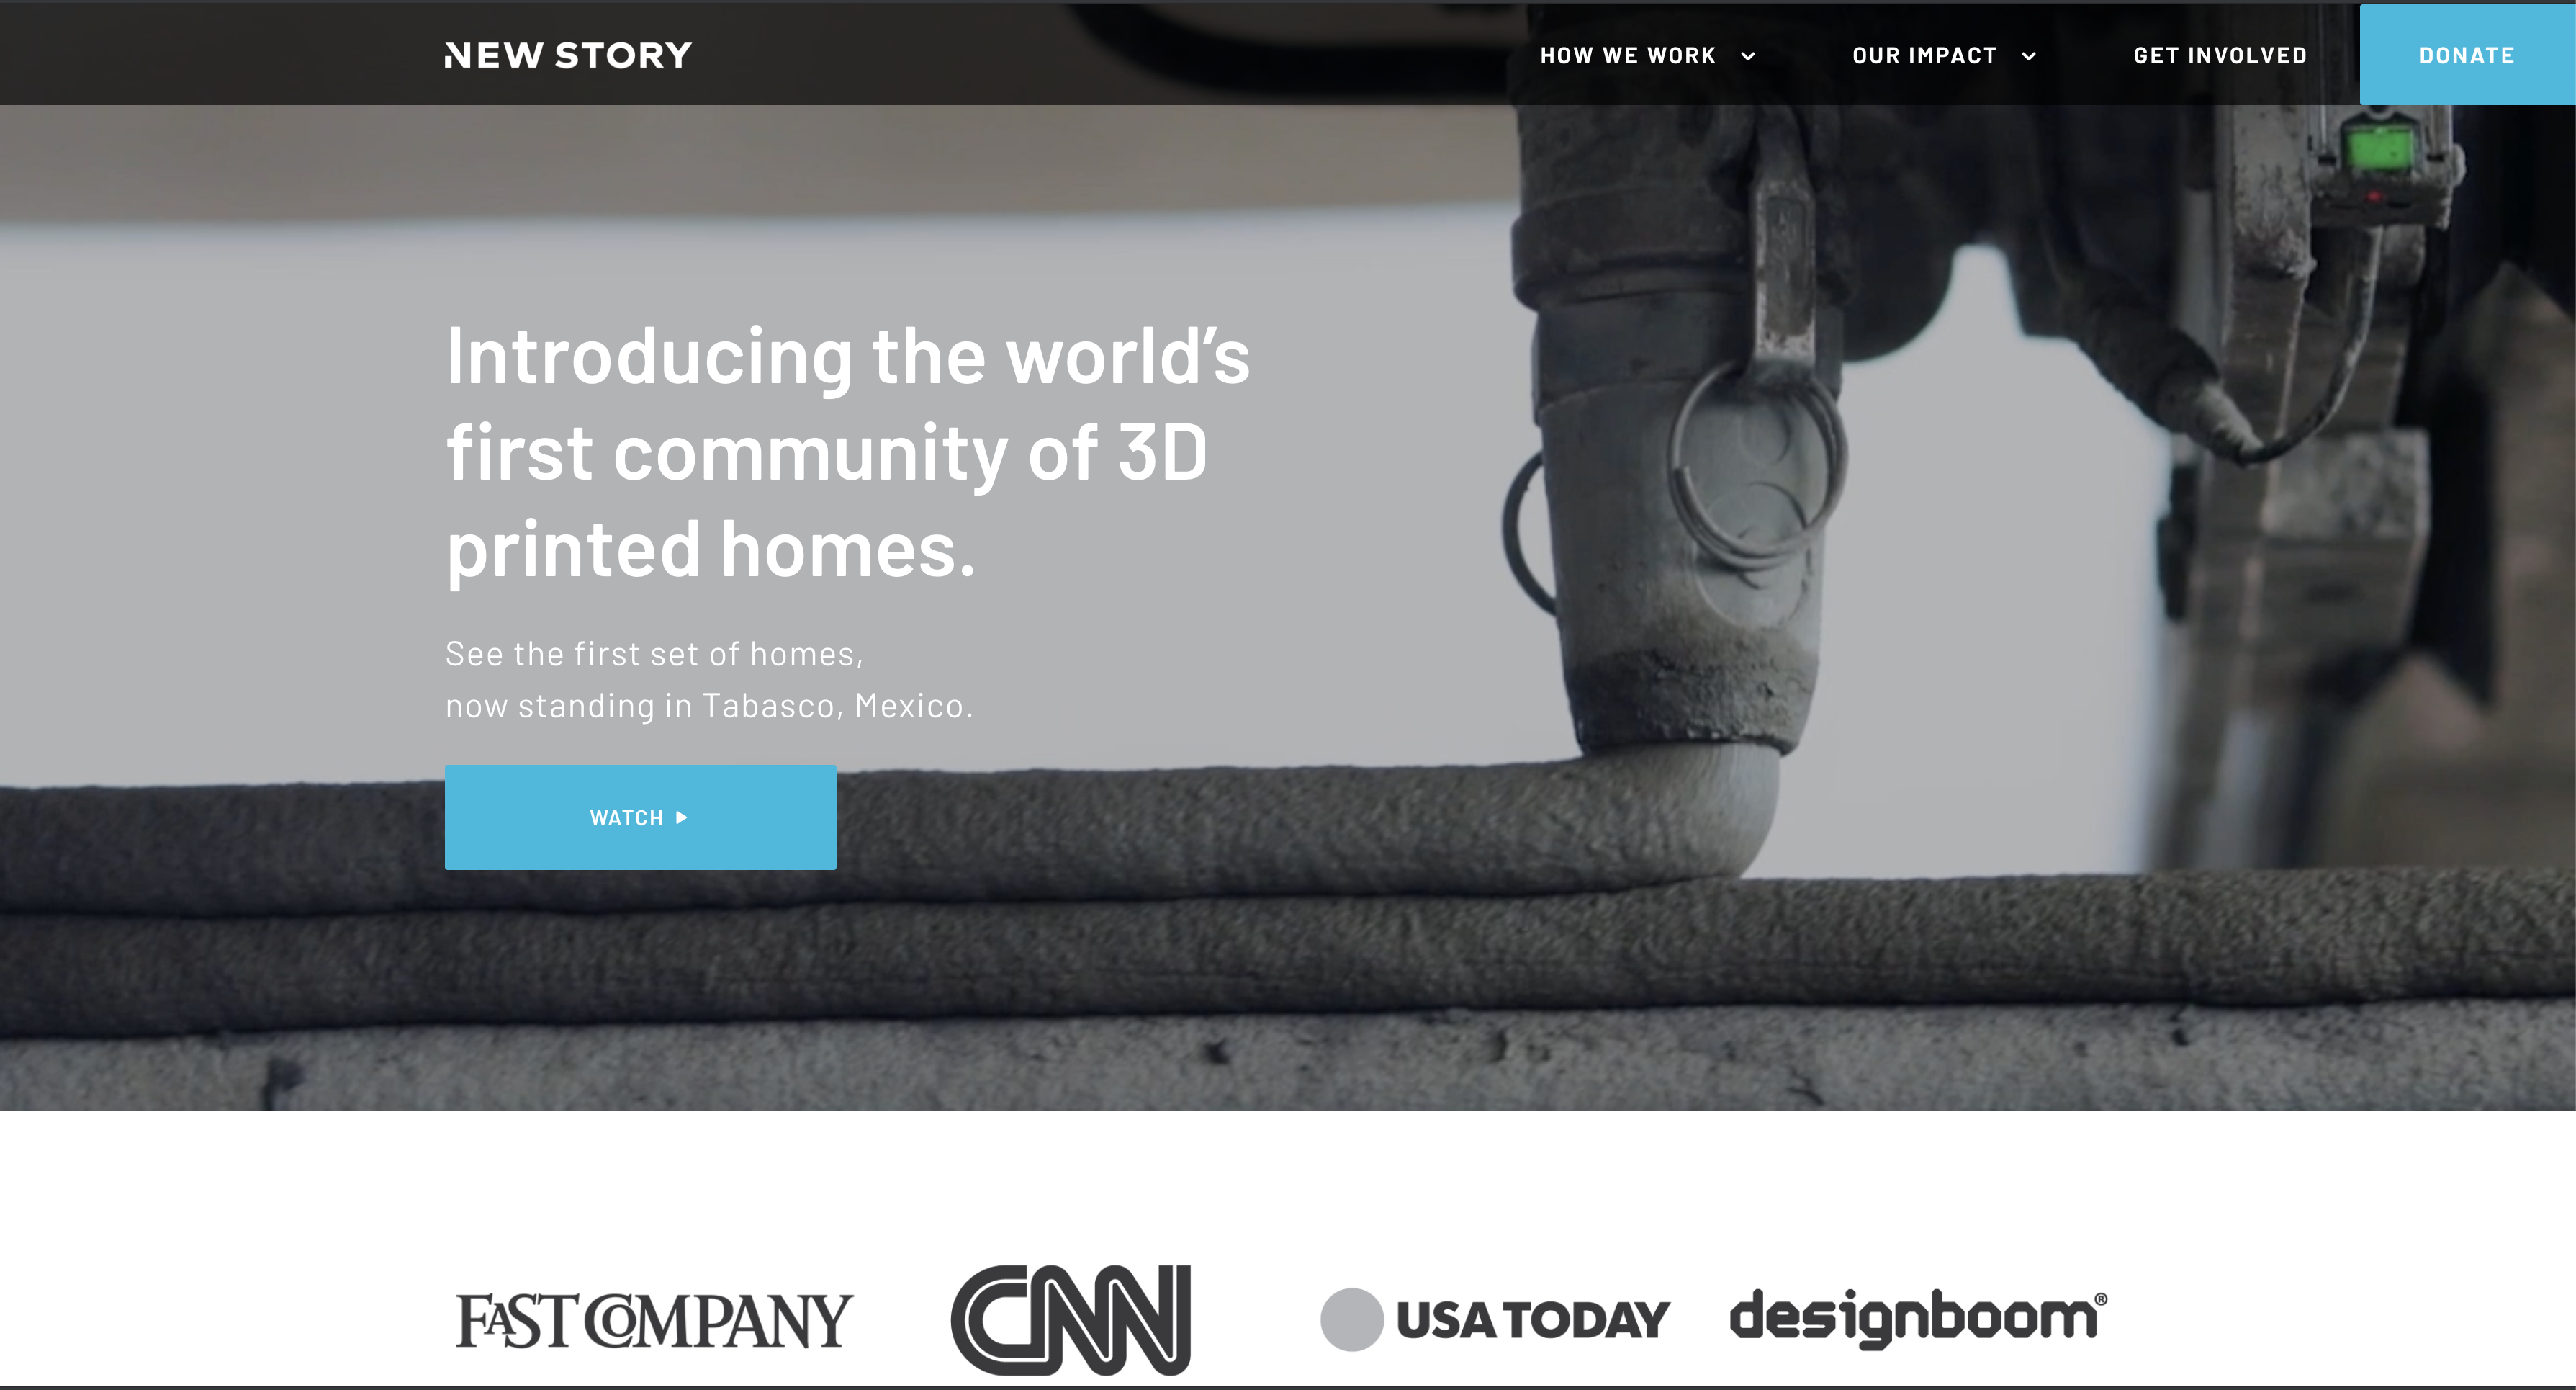 NEW STORY
HOW WE WORK
OUR IMPACT
GET INVOLVED
DONATE
Introducing the world’s
first community of 3D
printed homes.
See the first set of homes,
now standing in Tabasco, Mexico.
WATCH
FAST COMPANY
CNN
USA TODAY
designboom®